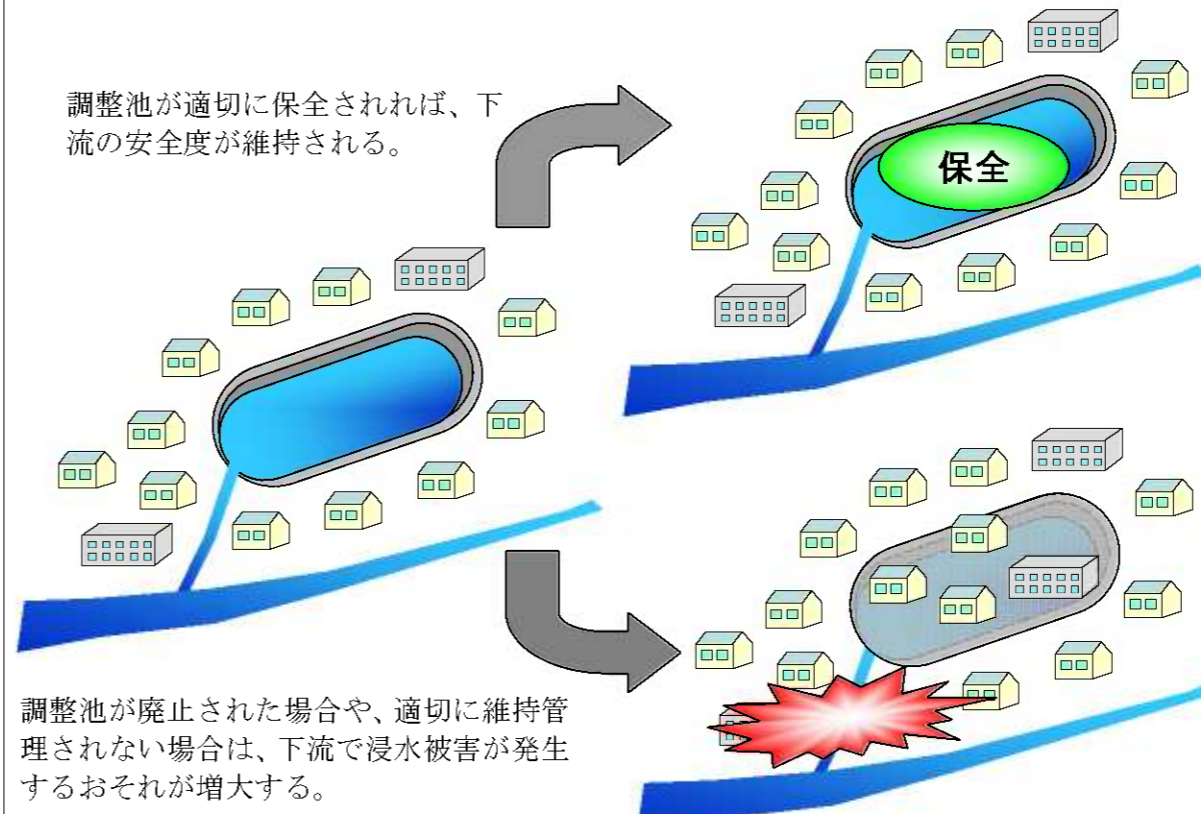 調整池が適切に保全されれば、下
流の安全度が維持される。
保全
調整池が廃止された場合や、適切に維持管
理されない場合は、下流で浸水被害が発生
するおそれが増大する。